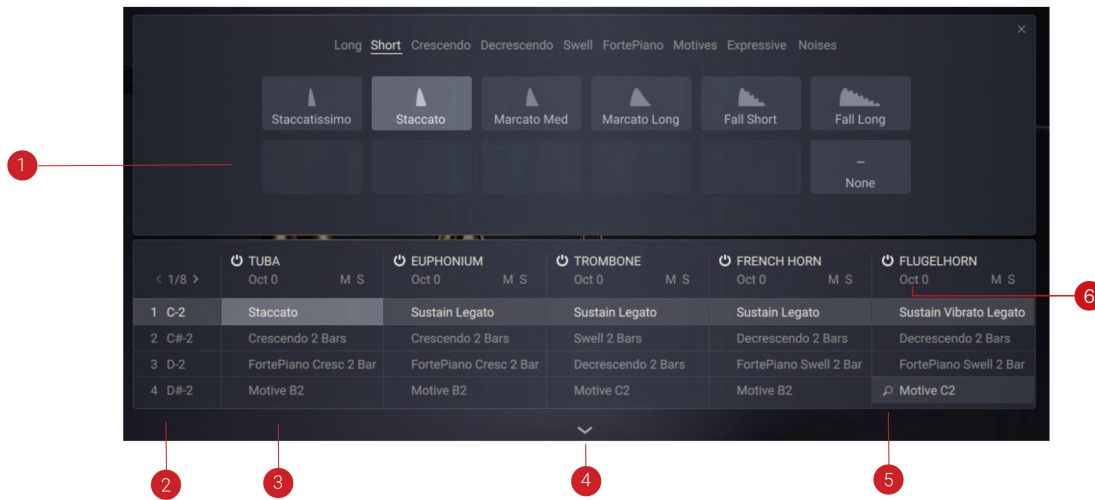 ×
Long Short Crescendo Decrescendo Swell FortePiano Motives Expressive Noises
Staccatissimo Staccato Marcato Med Marcato Long Fall Short Fall Long
1
–
None
TUBA EUPHONIUM TROMBONE FRENCH HORN FLUGELHORN
< 1/8 > Oct 0 M S Oct 0 M S Oct 0 M S Oct 0 M S Oct 0 M S
6
1 C-2 Staccato Sustain Legato Sustain Legato Sustain Legato Sustain Vibrato Legato
2 C#-2 Crescendo 2 Bars Crescendo 2 Bars Swell 2 Bars Decrescendo 2 Bars Decrescendo 2 Bars
3 D-2 FortePiano Cresc 2 Bar FortePiano Cresc 2 Bar Decrescendo 2 Bars FortePiano Swell 2 Bar FortePiano Swell 2 Bar
4 D#-2 Motive B2 Motive B2 Motive C2 Motive B2 Motive C2
2 3 4 5